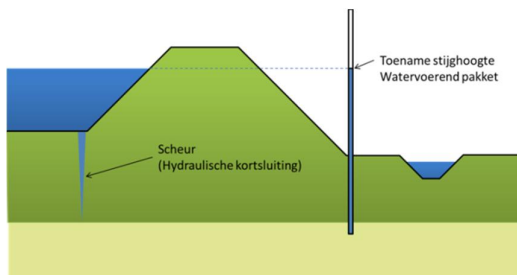 Toename stijghoogte
Watervoerend pakket
Scheur
(Hydraulische kortsluiting)